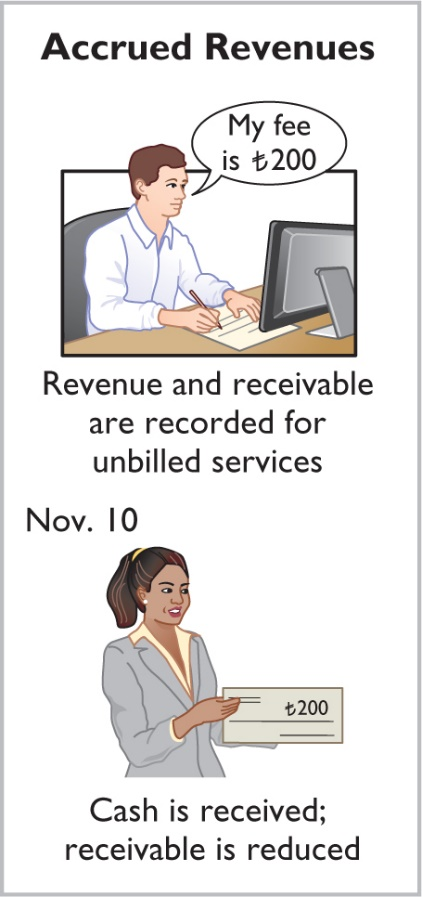 Accrued Revenues
My fee
is ₺200
Revenue and receivable
are recorded for
unbilled services
Nov. 10
₺200
Cash is received;
receivable is reduced